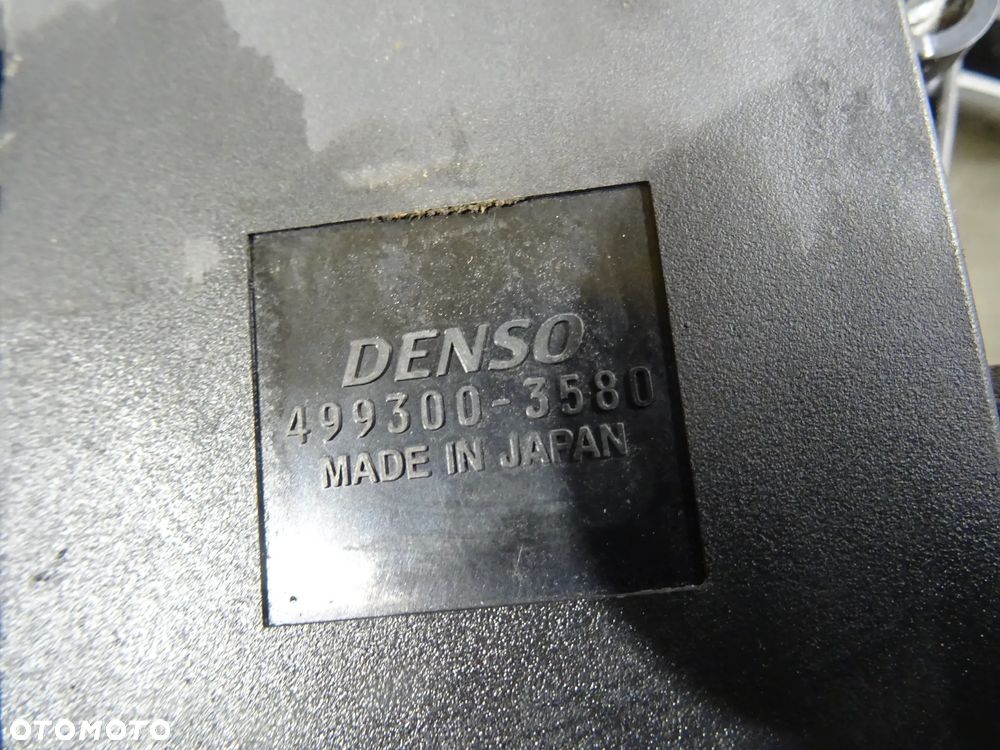 DENSO
499300-3580
MADE IN JAPAN
OTOMOTO